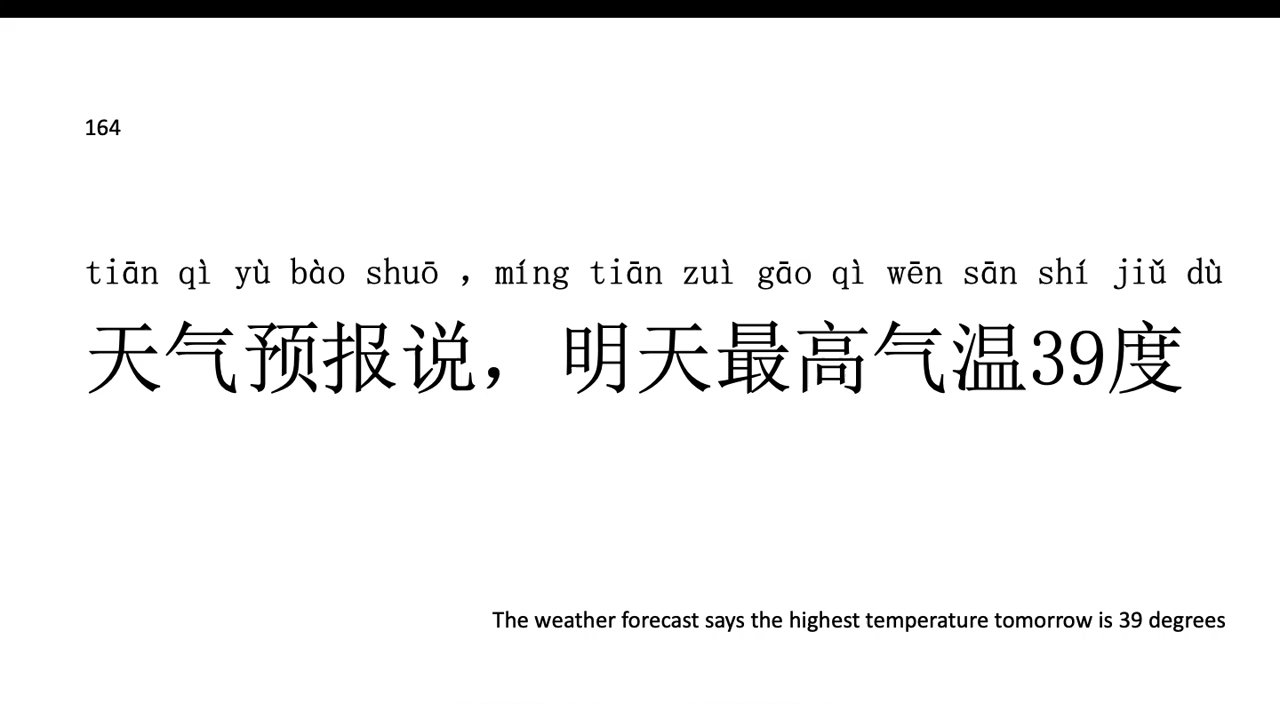 164
tiān qì yù bào shuō ，míng tiān zuì gāo qì wēn sān shí jiǔ dù
天气预报说，明天最高气温39度
The weather forecast says the highest temperature tomorrow is 39 degrees